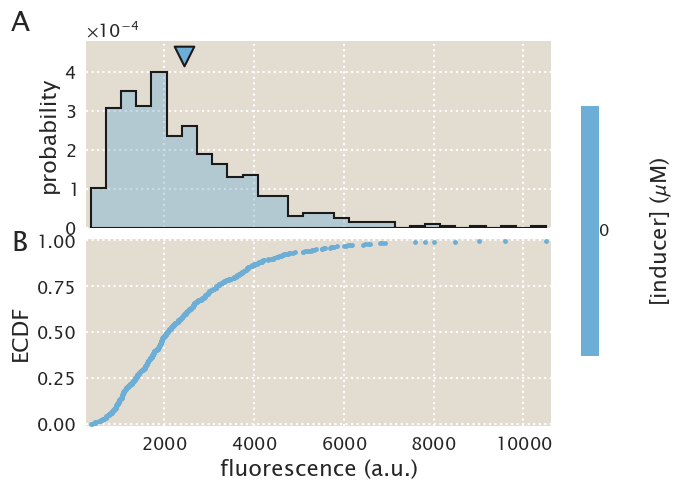 A
×10⁻⁴
probability
4
3
2
1
0
B
ECDF
1.00
0.75
0.50
0.25
0.00
2000 4000 6000 8000 10000
fluorescence (a.u.)
0
[inducer] (μM)